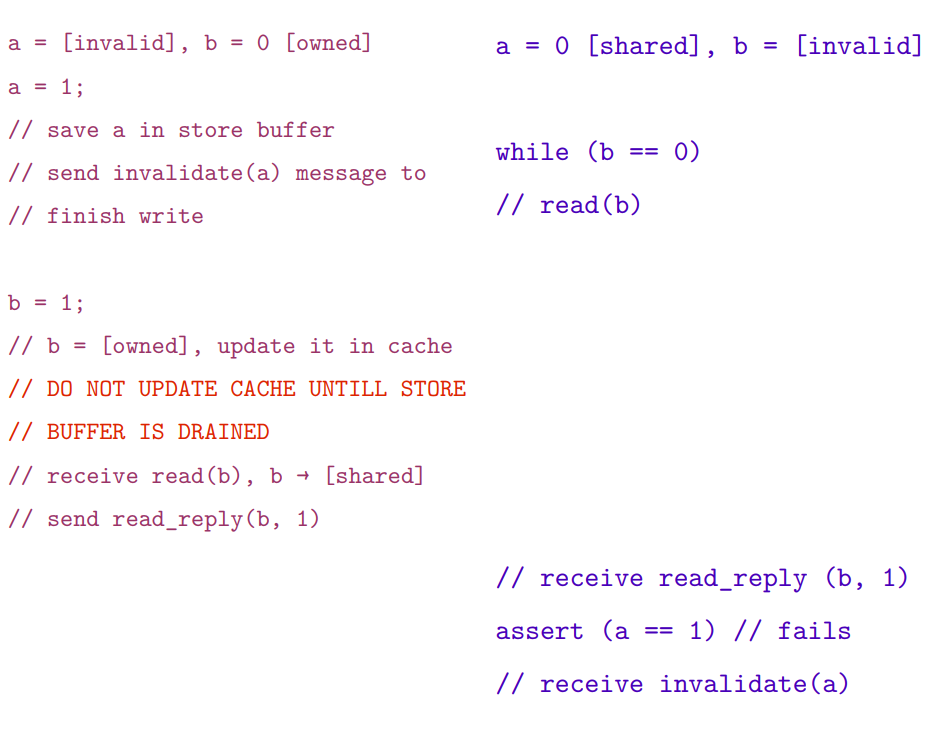 a = [invalid], b = 0 [owned]
a = 1;
// save a in store buffer
// send invalidate(a) message to
// finish write
b = 1;
// b = [owned], update it in cache
// DO NOT UPDATE CACHE UNTILL STORE
// BUFFER IS DRAINED
// receive read(b), b → [shared]
// send read_reply(b, 1)
a = 0 [shared], b = [invalid]
while (b == 0)
// read(b)
// receive read_reply (b, 1)
assert (a == 1) // fails
// receive invalidate(a)